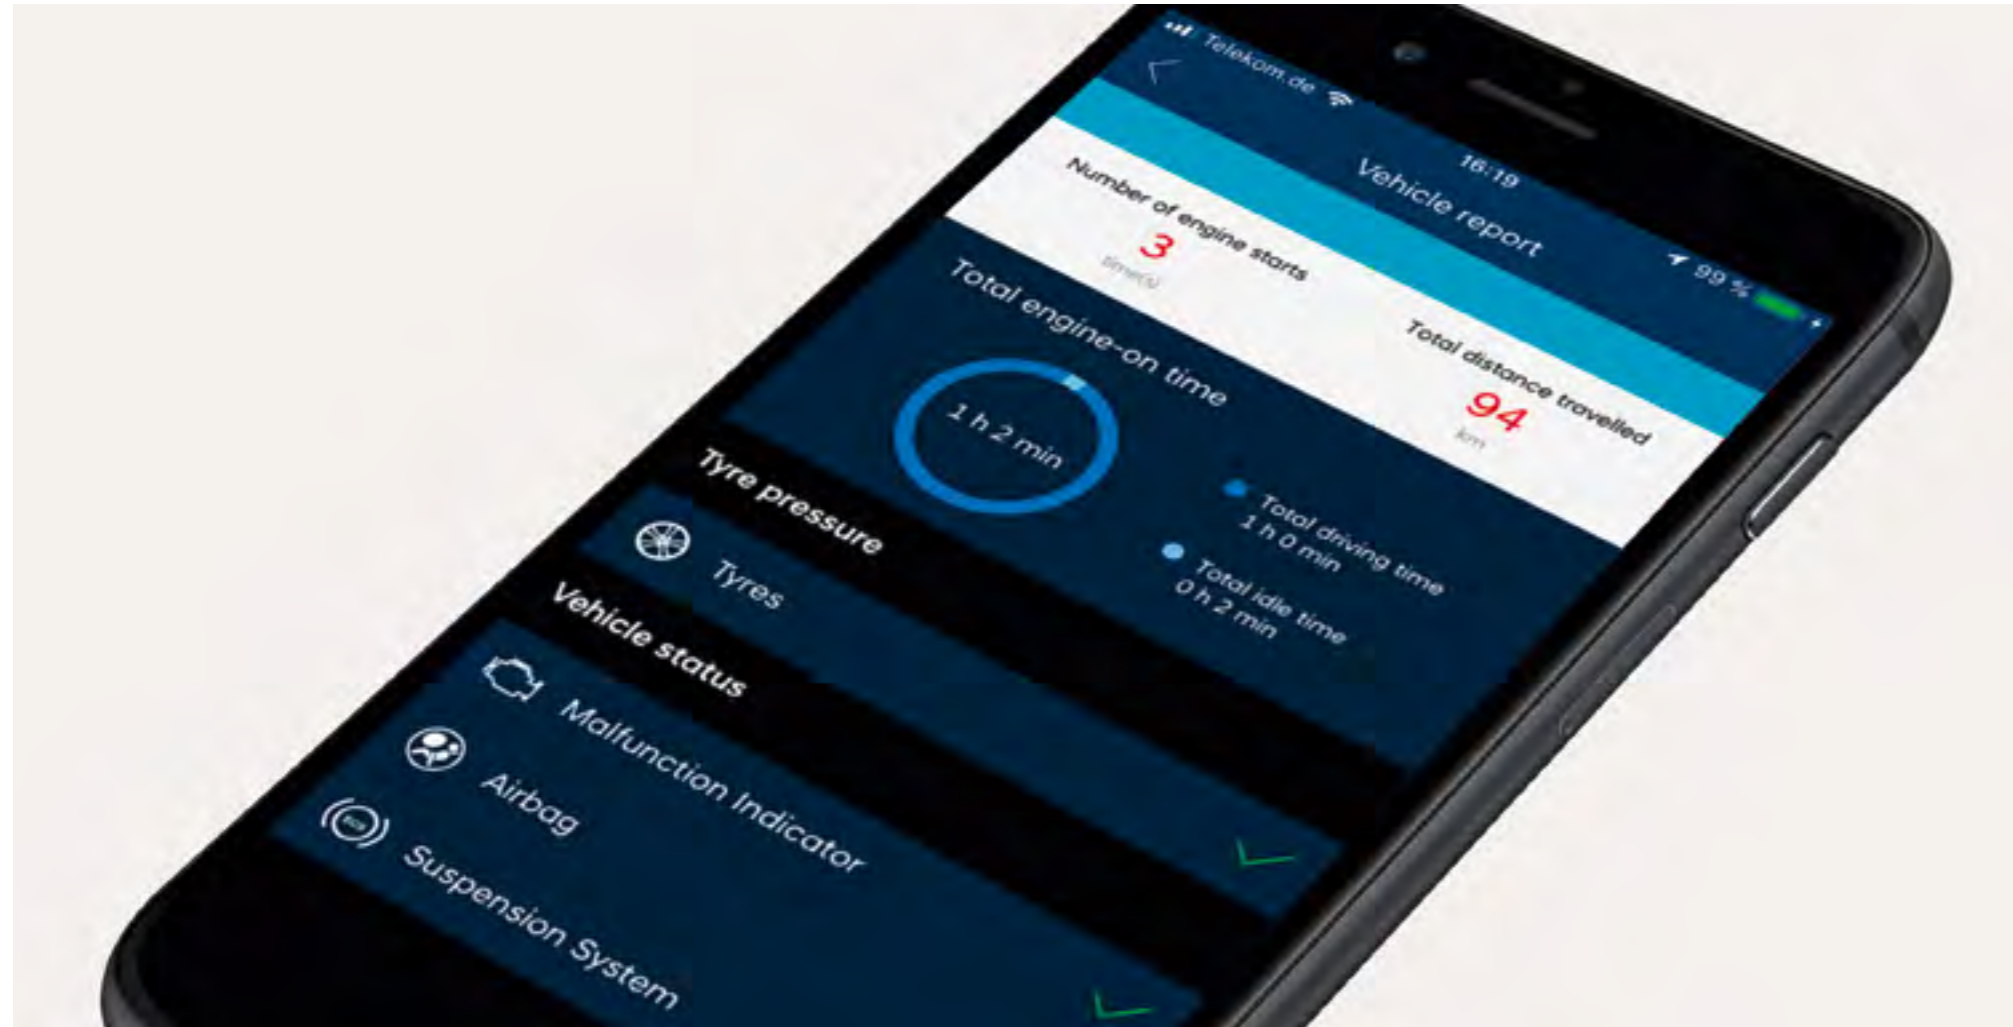 Telekom.de
16:19
99 %
Vehicle report
Number of engine starts
3
time(s)
Total distance travelled
94
km
Total engine-on time
1 h 2 min
Total driving time
1 h 0 min
Total idle time
0 h 2 min
Tyre pressure
Tyres
Vehicle status
Malfunction Indicator
Airbag
Suspension System